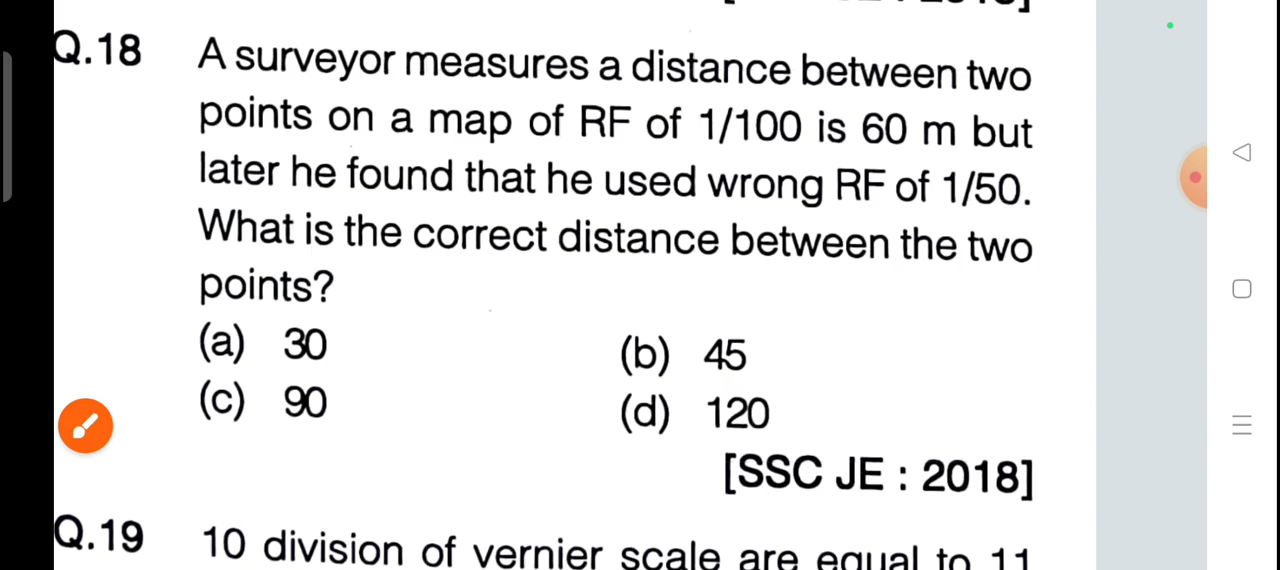 Q.18 A surveyor measures a distance between two
points on a map of RF of 1/100 is 60 m but
later he found that he used wrong RF of 1/50.
What is the correct distance between the two
points?
(a) 30 (b) 45
(c) 90 (d) 120
[SSC JE : 2018]
Q.19 10 division of vernier scale are equal to 11